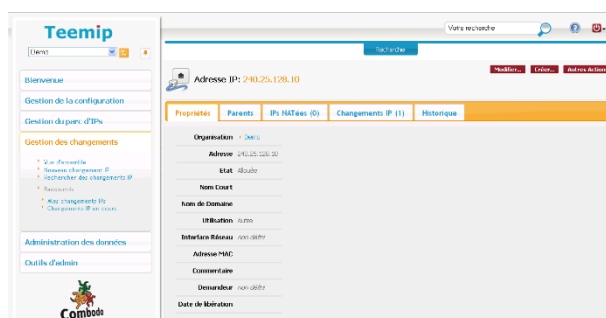 Teemip
Votre recherche
Demo
Recherche
Modifier... Créer... Autres Action
Adresse IP: 240.25.128.10
Bienvenue
Gestion de la configuration
Gestion du parc d'IPs
Gestion des changements
Vue d'ensemble
Nouveau changement IP
Rechercher des changements IP
Raccourcis
Mes changements IPs
Changements IP en cours
Administration des données
Outils d'admin
Combodo
Propriétés Parents IPs NATées (0) Changements IP (1) Historique
Organisation Demo
Adresse 240.25.128.10
Etat Allouée
Nom Court
Nom de Domaine
Utilisation Autre
Interface Réseau non défini
Adresse MAC
Commentaire
Demandeur non défini
Date de libération